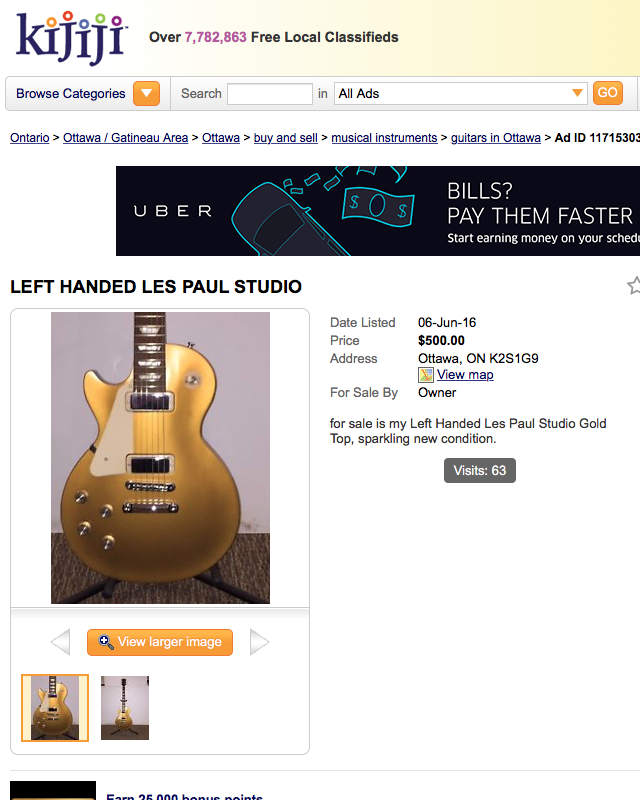 kijiji™
Over 7,782,863 Free Local Classifieds
Browse Categories
Search in All Ads GO
Ontario > Ottawa / Gatineau Area > Ottawa > buy and sell > musical instruments > guitars in Ottawa > Ad ID 11715303
UBER
BILLS?
PAY THEM FASTER
Start earning money on your schedu
LEFT HANDED LES PAUL STUDIO
Date Listed 06-Jun-16
Price $500.00
Address Ottawa, ON K2S1G9
View map
For Sale By Owner
for sale is my Left Handed Les Paul Studio Gold
Top, sparkling new condition.
Visits: 63
View larger image
Earn 25,000 bonus points